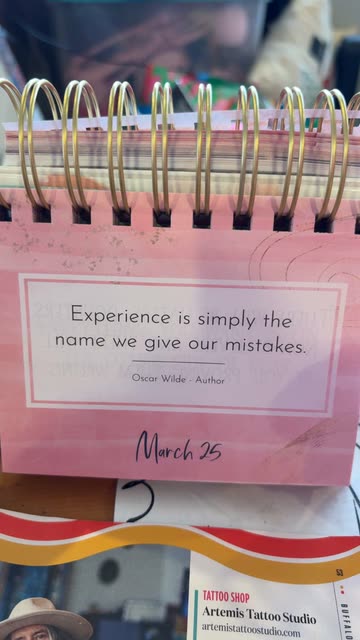 Experience is simply the
name we give our mistakes.
Oscar Wilde - Author
March 25
TATTOO SHOP
Artemis Tattoo Studio
artemistattoostudio.com